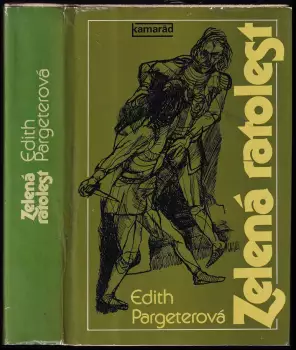 Zelená
ratolest
Edith
Pargeterová
kamarád
Zelená ratolest
Edith
Pargeterová